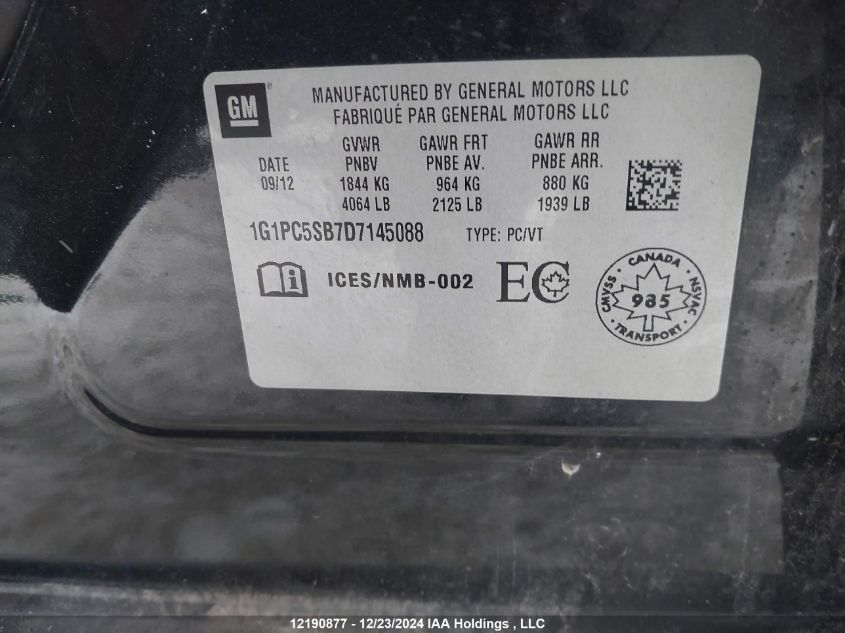 GM
MANUFACTURED BY GENERAL MOTORS LLC
FABRIQUÉ PAR GENERAL MOTORS LLC
GVWR GAWR FRT GAWR RR
DATE PNBV PNBE AV. PNBE ARR.
09/12 1844 KG 964 KG 880 KG
4064 LB 2125 LB 1939 LB
1G1PC5SB7D7145088 TYPE: PC/VT
i ICES/NMB-002 EC
CANADA
CMVSS 985 NSVAC
TRANSPORT
12190877 - 12/23/2024 IAA Holdings , LLC